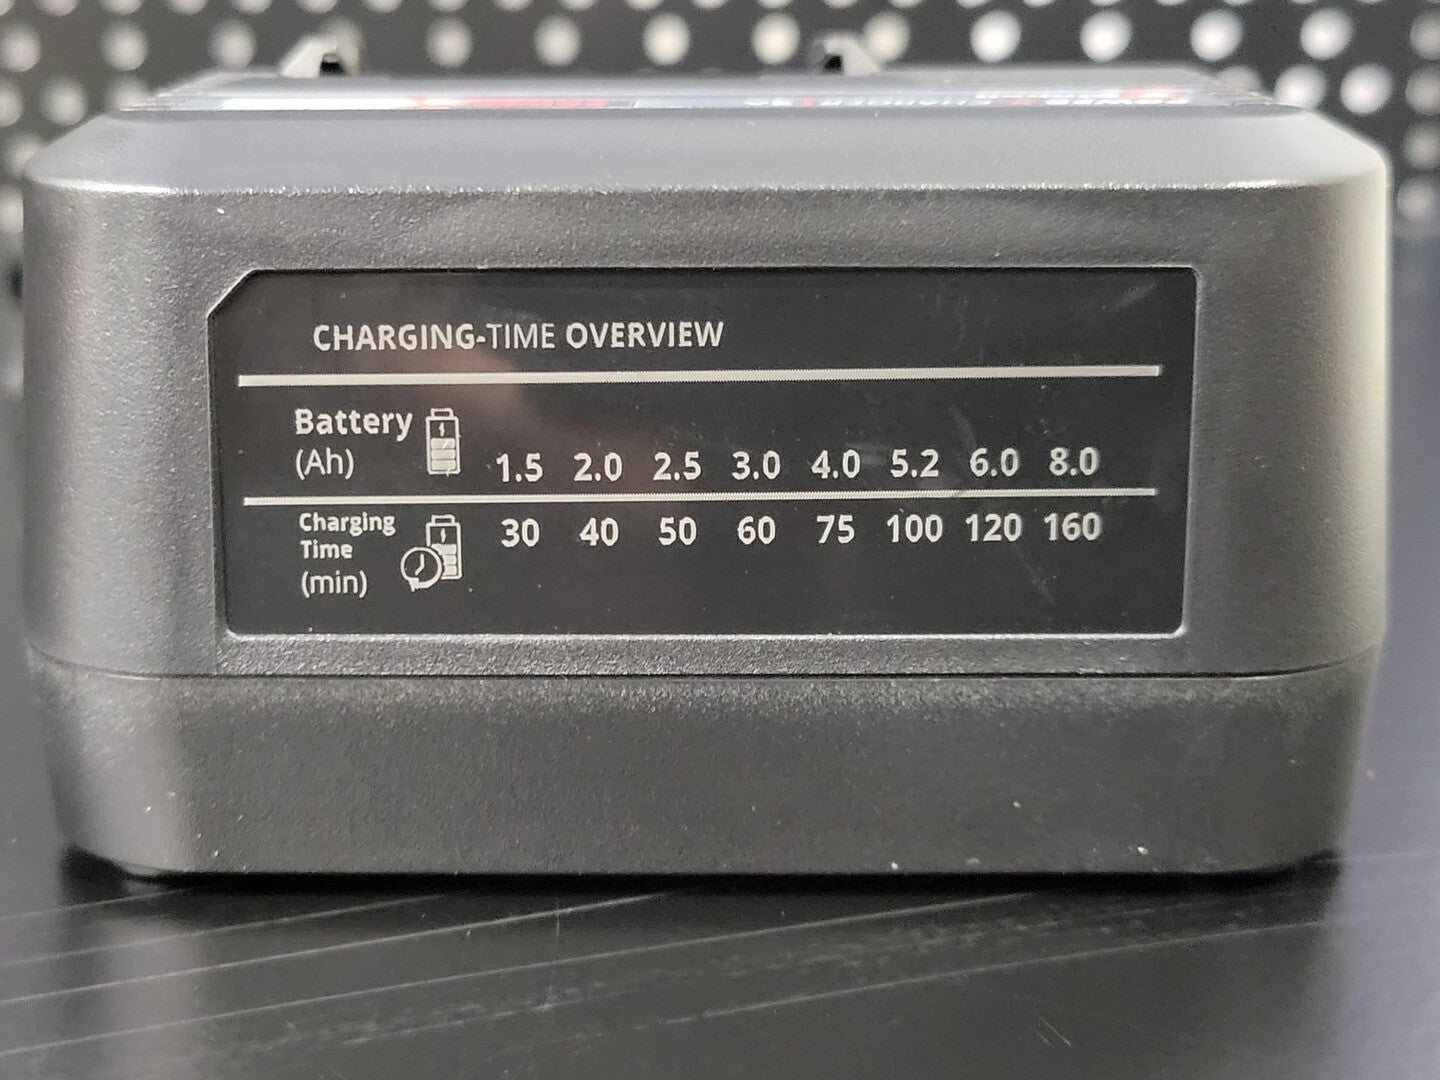 CHARGING-TIME OVERVIEW
Battery
(Ah)
1.5 2.0 2.5 3.0 4.0 5.2 6.0 8.0
Charging
Time
(min)
30 40 50 60 75 100 120 160